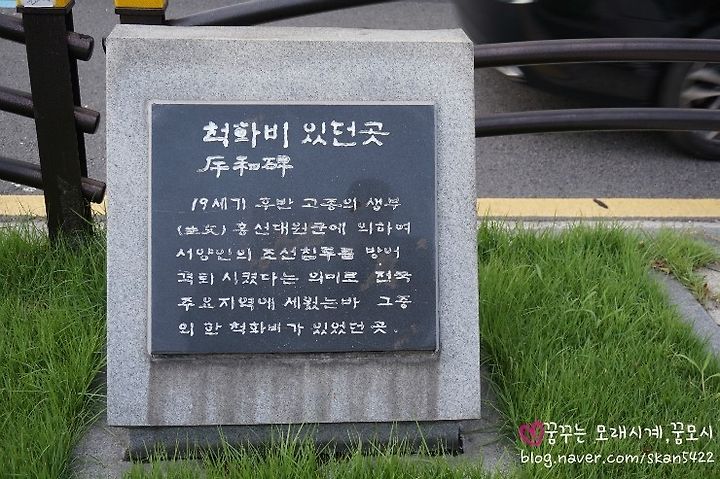 척화비 있던곳
斥和碑
19세기 후반 고종의 생부
(生父) 흥선대원군에 의하여
서양인의 조선침투를 방어
격퇴 시켰다는 의미로 전국
주요지역에 세웠는바 그중
의 한 척화비가 있었던 곳.
꿈꾸는 모래시계,꿈모시
blog.naver.com/skan5422